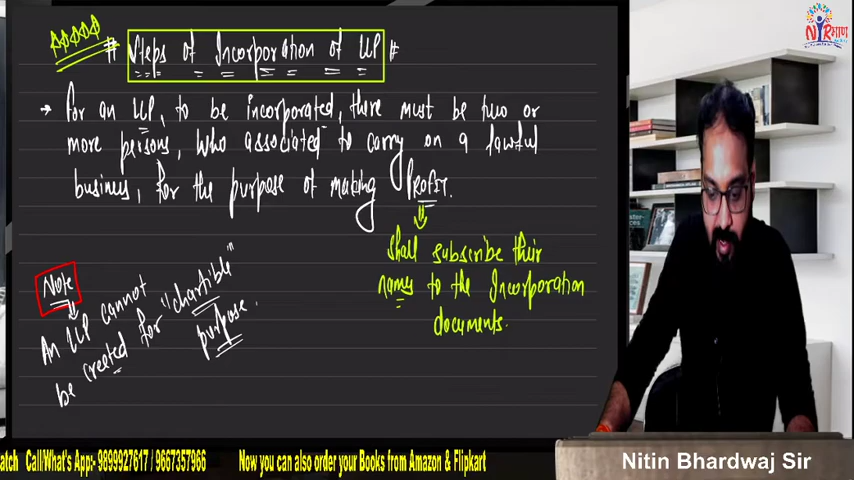 # Steps of Incorporation of LLP #
→ For an LLP, to be incorporated, there must be two or
more persons, who associated to carry on a lawful
business, for the purpose of making Profit.
⇓
Shall subscribe their
names to the Incorporation
documents.
Note
⇓
An LLP cannot
be created for "chartible"
purpose.
NIRमाण
atch Call/What's App:- 9899927617 / 9667357966 Now you can also order your Books from Amazon & Flipkart
Nitin Bhardwaj Sir